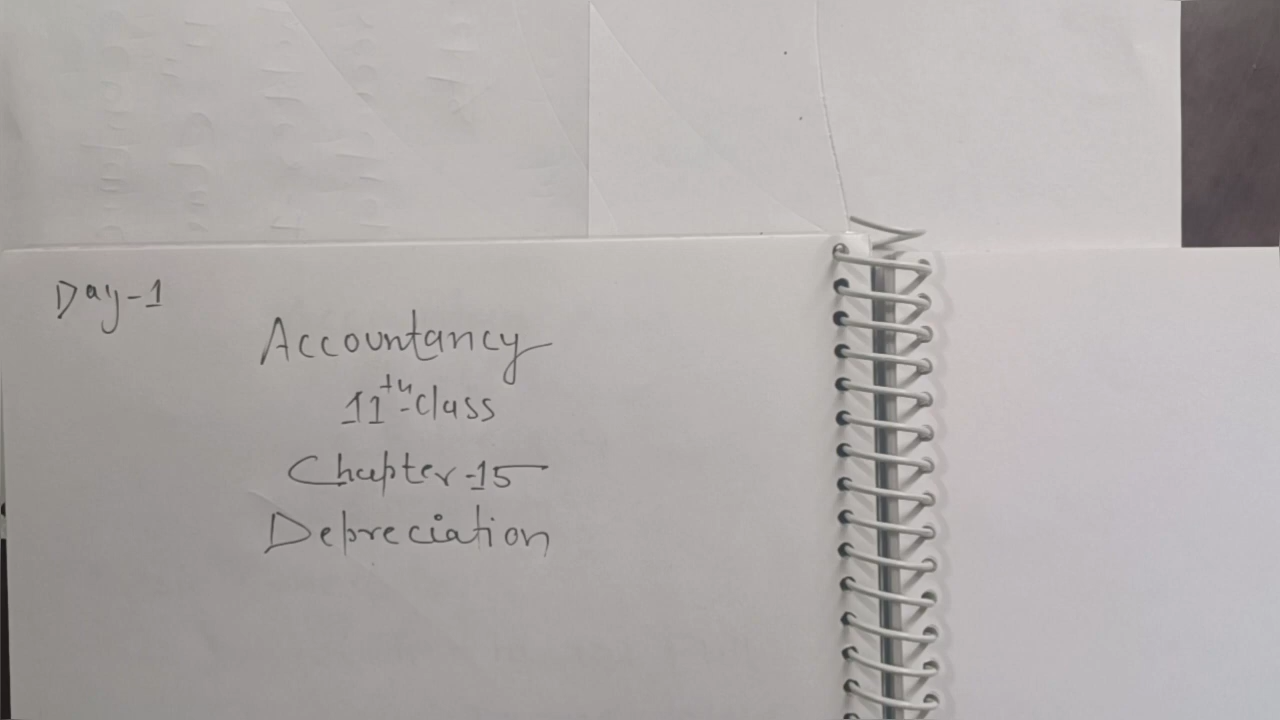 Day-1
Accountancy
11th-class
Chapter-15
Depreciation